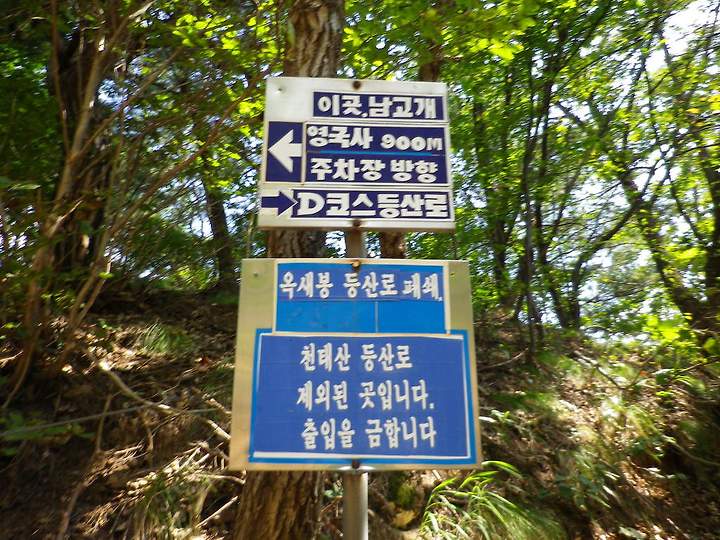 이곳,남고개
영국사 900M
주차장 방향
D코스등산로
옥새봉 등산로 폐쇄.
천태산 등산로
제외된 곳입니다.
출입을 금합니다